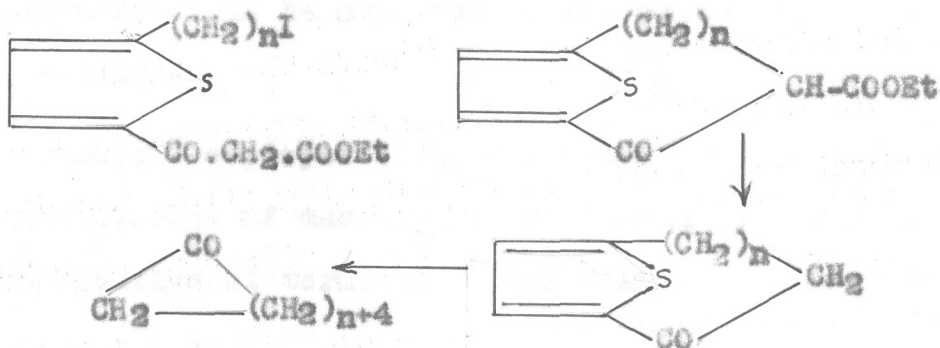 (CH2)nI
S
CO.CH2.COOEt
(CH2)n
S
CH-COOEt
CO
(CH2)n
S
CH2
CO
CO
CH2
(CH2)n+4